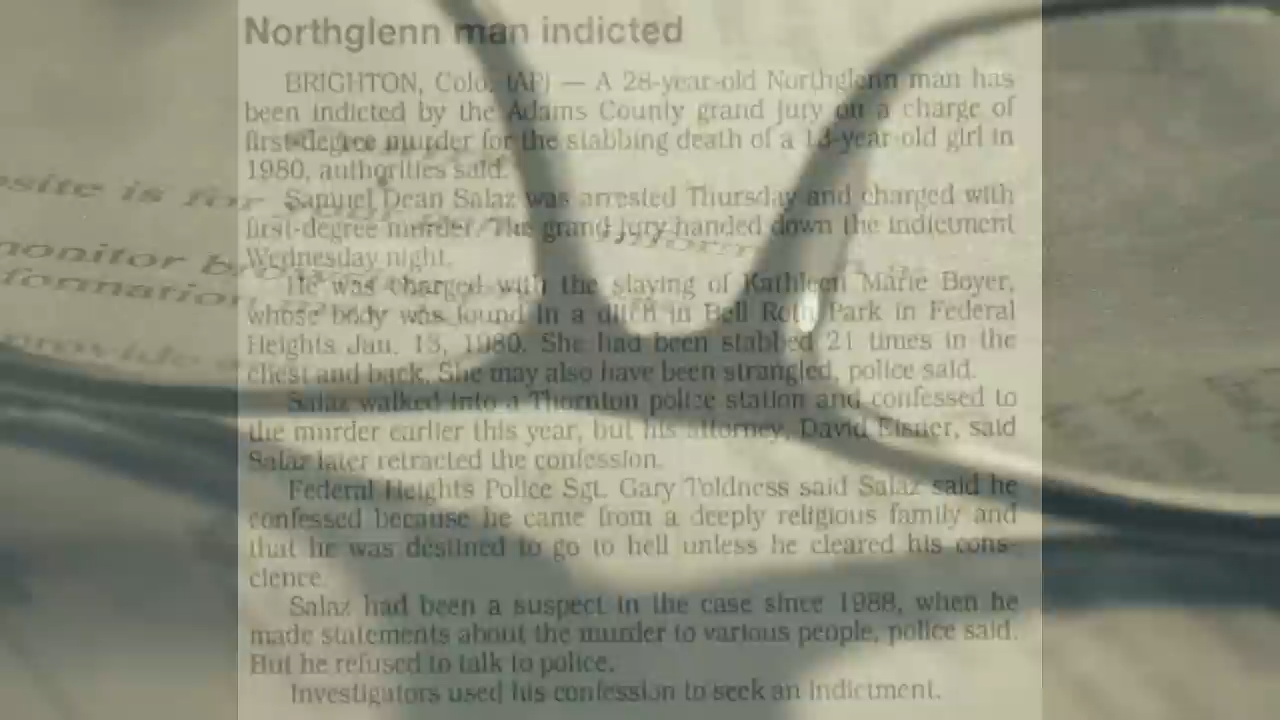 Northglenn man indicted
BRIGHTON, Colo. (AP) — A 28-year-old Northglenn man has
been indicted by the Adams County grand jury on a charge of
first-degree murder for the stabbing death of a 13-year-old girl in
1980, authorities said.
Samuel Dean Salaz was arrested Thursday and charged with
first-degree murder. The grand jury handed down the indictment
Wednesday night.
He was charged with the slaying of Kathleen Marie Boyer,
whose body was found in a ditch in Bell Roth Park in Federal
Heights Jan. 13, 1980. She had been stabbed 21 times in the
chest and back. She may also have been strangled, police said.
Salaz walked into a Thornton police station and confessed to
the murder earlier this year, but his attorney, David Eisner, said
Salaz later retracted the confession.
Federal Heights Police Sgt. Gary Toldness said Salaz said he
confessed because he came from a deeply religious family and
that he was destined to go to hell unless he cleared his cons-
cience.
Salaz had been a suspect in the case since 1988, when he
made statements about the murder to various people, police said.
But he refused to talk to police.
Investigators used his confession to seek an indictment.
site is for your
monitor
formation
provide